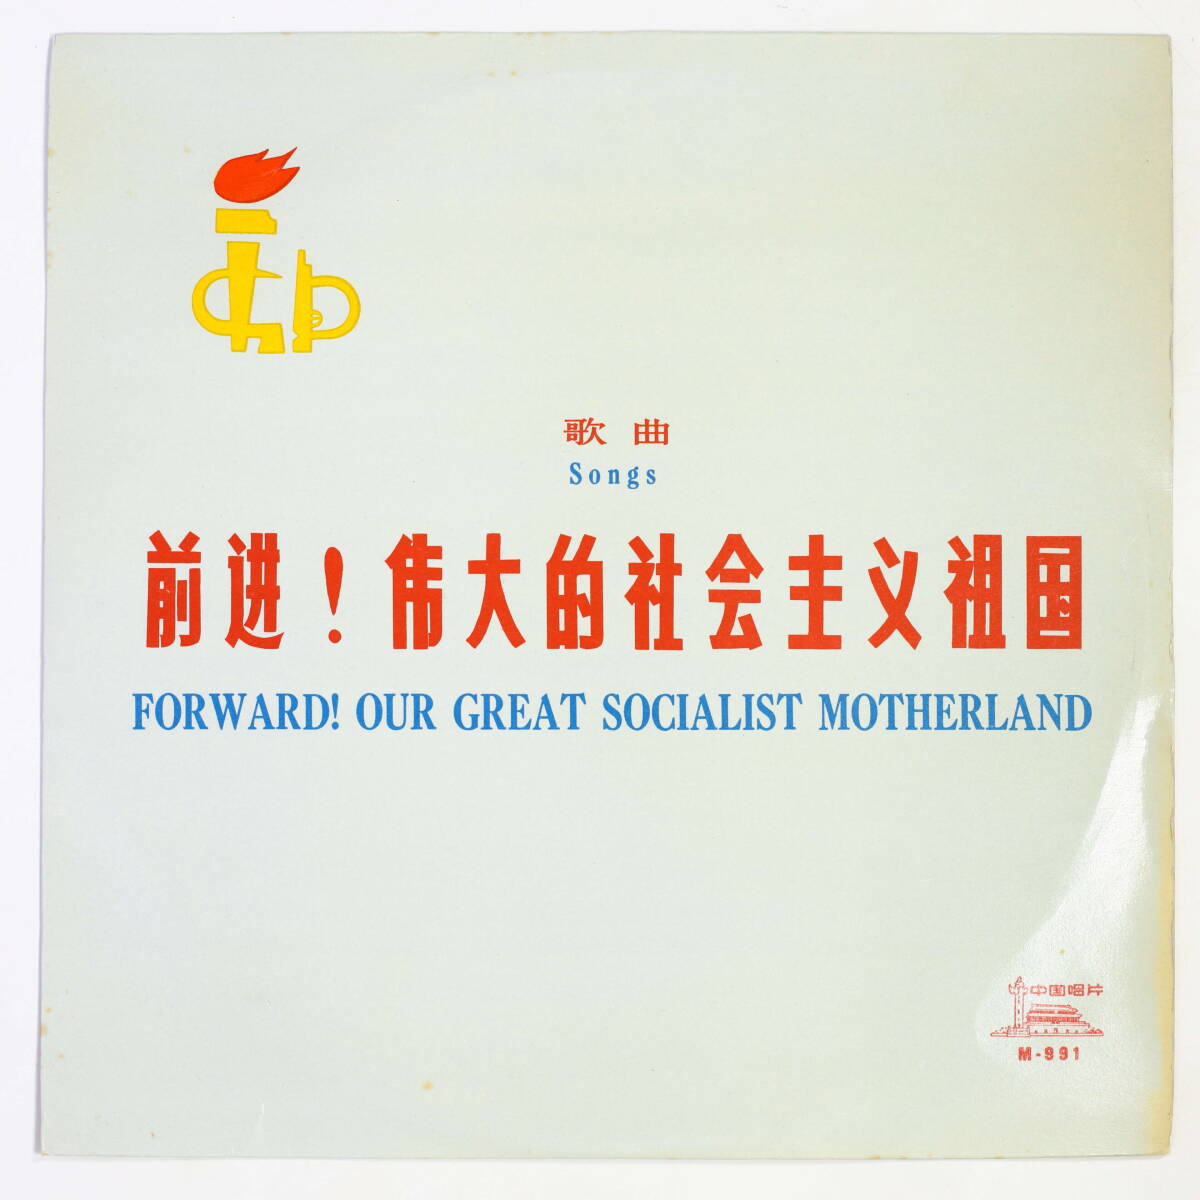 歌曲
Songs
前进！伟大的社会主义祖国
FORWARD! OUR GREAT SOCIALIST MOTHERLAND
中国唱片
M-991